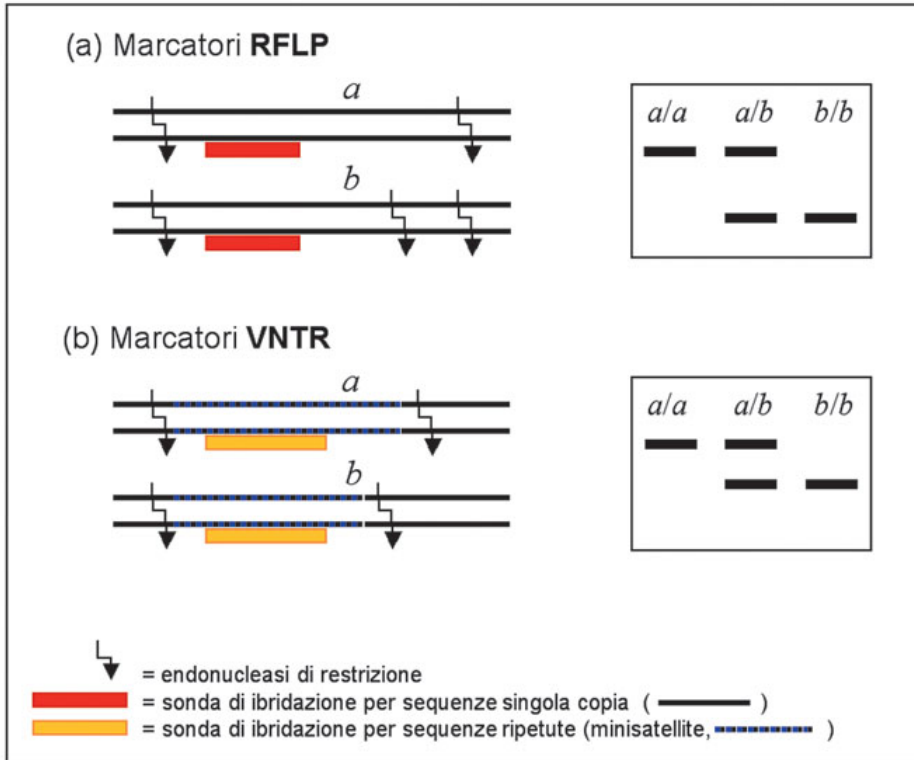 (a) Marcatori RFLP
a
b
a/a a/b b/b
(b) Marcatori VNTR
a
b
a/a a/b b/b
= endonucleasi di restrizione
= sonda di ibridazione per sequenze singola copia ( )
= sonda di ibridazione per sequenze ripetute (minisatellite, )